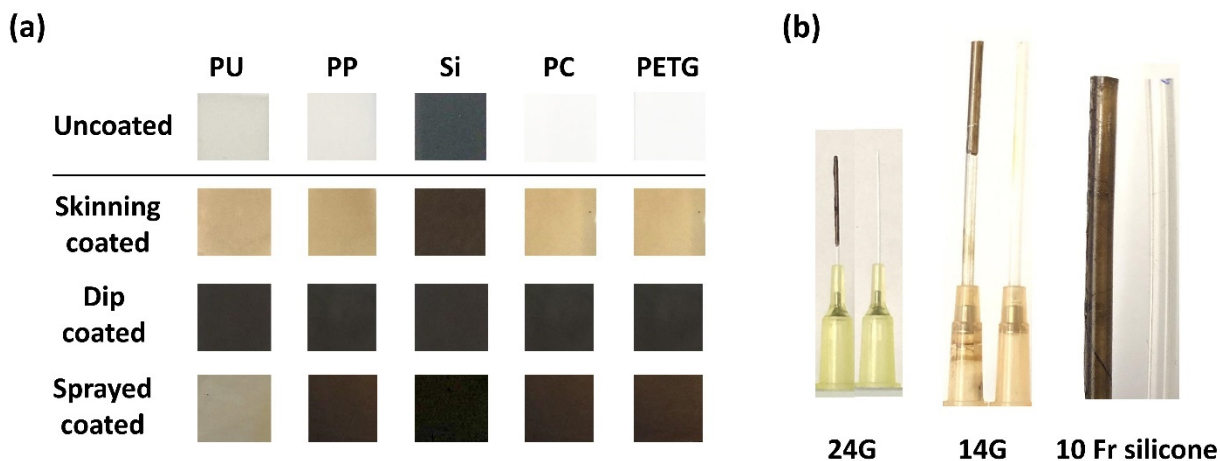 (a)
PU PP Si PC PETG
Uncoated
Skinning
coated
Dip
coated
Sprayed
coated
(b)
24G 14G 10 Fr silicone